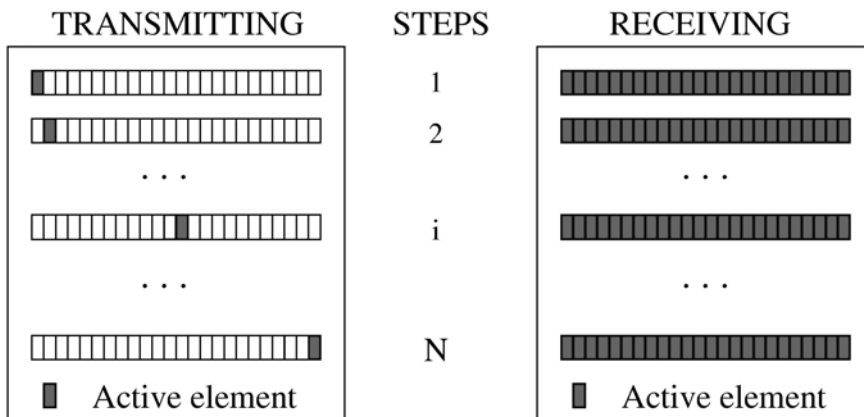 TRANSMITTING STEPS RECEIVING
1
2
. . . . . .
i
. . . . . .
N
Active element Active element